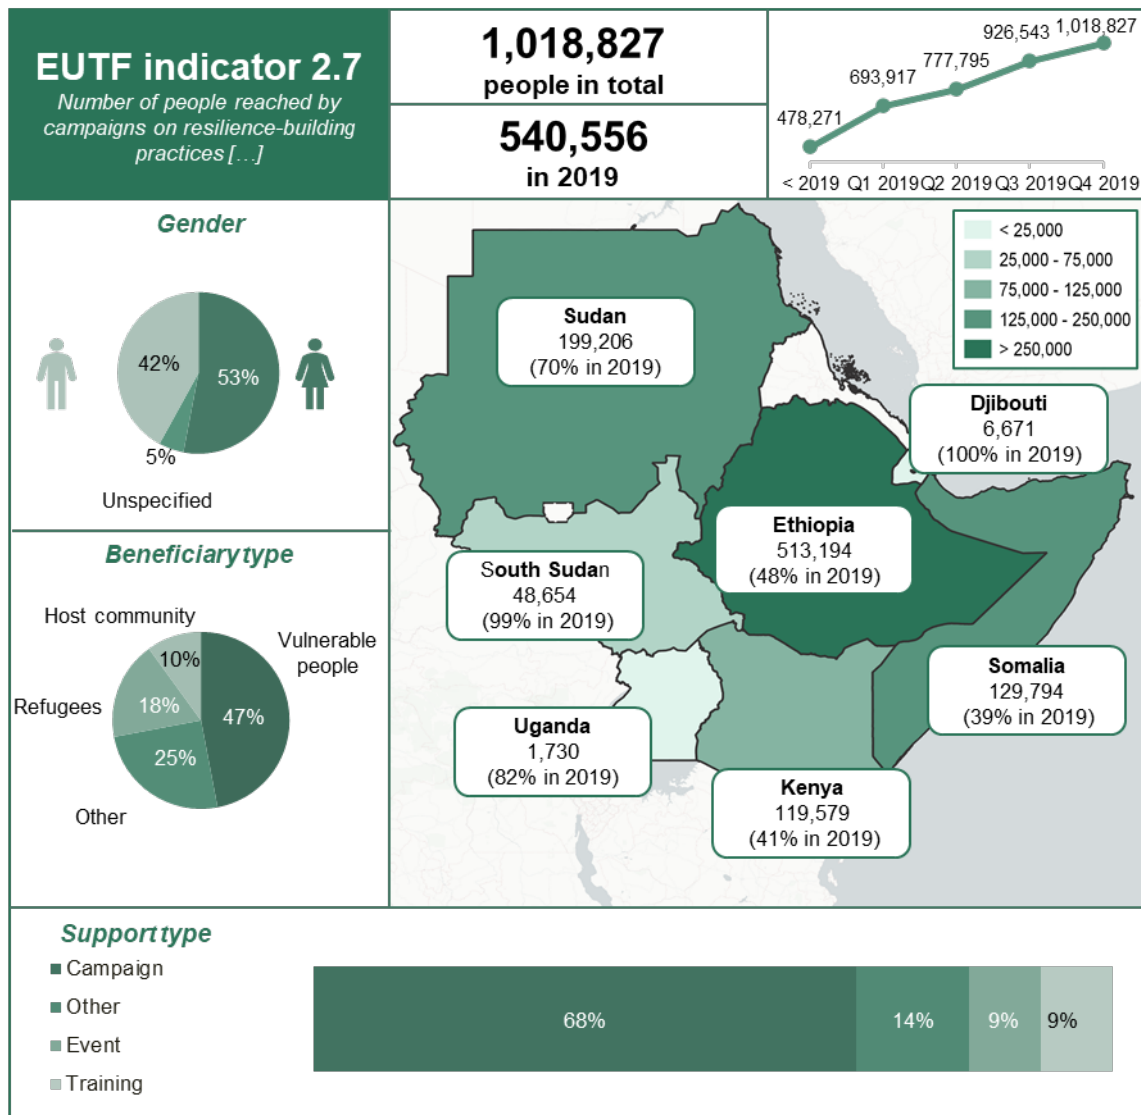 EUTF indicator 2.7
Number of people reached by
campaigns on resilience-building
practices […]
1,018,827
people in total
540,556
in 2019
478,271
693,917
777,795
926,543
1,018,827
< 2019
Q1 2019
Q2 2019
Q3 2019
Q4 2019
Gender
42%
53%
5%
Unspecified
Beneficiary type
Host community
Vulnerable
people
10%
Refugees
18%
47%
25%
Other
< 25,000
25,000 - 75,000
75,000 - 125,000
125,000 - 250,000
> 250,000
Sudan
199,206
(70% in 2019)
Djibouti
6,671
(100% in 2019)
Ethiopia
513,194
(48% in 2019)
South Sudan
48,654
(99% in 2019)
Somalia
129,794
(39% in 2019)
Uganda
1,730
(82% in 2019)
Kenya
119,579
(41% in 2019)
Support type
Campaign
Other
Event
Training
68%
14%
9%
9%